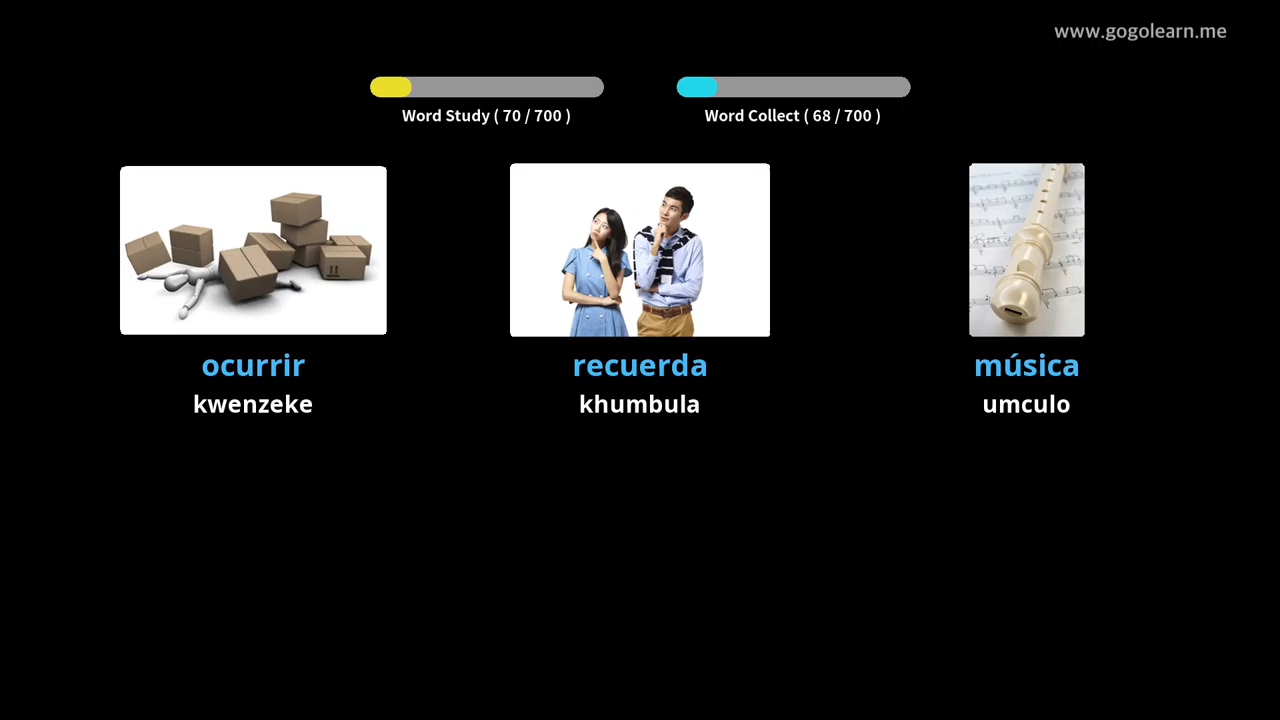 www.gogolearn.me
Word Study ( 70 / 700 )
Word Collect ( 68 / 700 )
ocurrir
kwenzeke
recuerda
khumbula
música
umculo